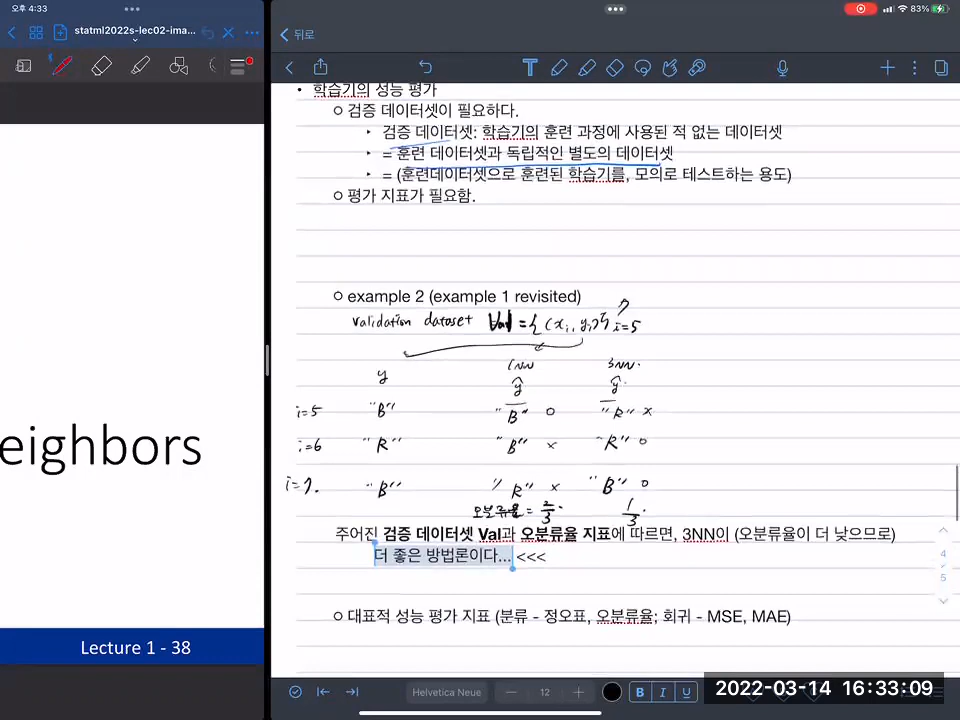 오후 4:33
83%
statml2022s-lec02-ima...
뒤로
eighbors
Lecture 1 - 38
• 학습기의 성능 평가
○ 검증 데이터셋이 필요하다.
‣ 검증 데이터셋: 학습기의 훈련 과정에 사용된 적 없는 데이터셋
‣ = 훈련 데이터셋과 독립적인 별도의 데이터셋
‣ = (훈련데이터셋으로 훈련된 학습기를, 모의로 테스트하는 용도)
○ 평가 지표가 필요함.
○ example 2 (example 1 revisited)
validation dataset Val = {(xi, yi)} 7 i=5
1NN 3NN.
y ŷ ŷ
i=5 "B" "B" O "R" x
i=6 "R" "B" x "R" O
i=7. "B" "R" x "B" O
오분류율 = 2/3 1/3.
주어진 검증 데이터셋 Val과 오분류율 지표에 따르면, 3NN이 (오분류율이 더 낮으므로)
더 좋은 방법론이다... <<<
○ 대표적 성능 평가 지표 (분류 - 정오표, 오분류율; 회귀 - MSE, MAE)
4
5
Helvetica Neue
12
B I U
2022-03-14 16:33:09